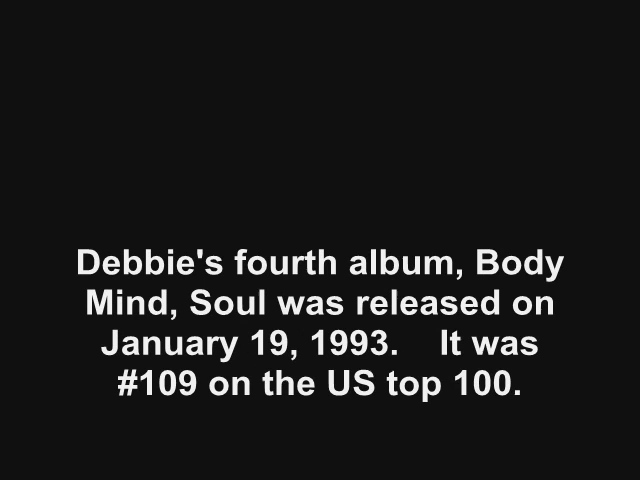 Debbie's fourth album, Body
Mind, Soul was released on
January 19, 1993.    It was
#109 on the US top 100.